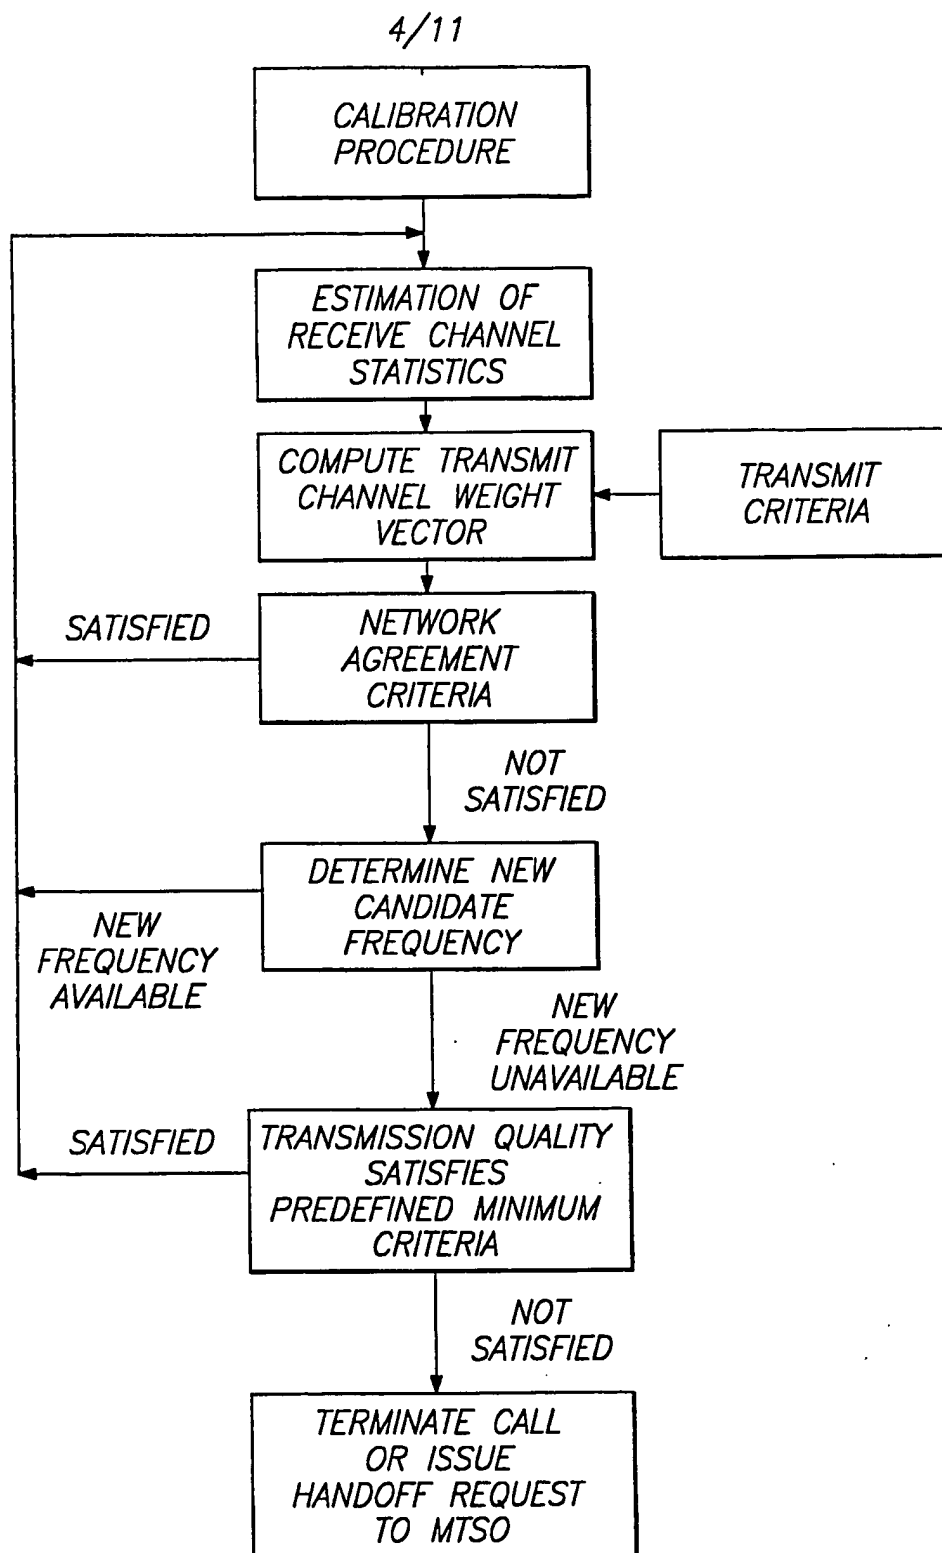 4/11
CALIBRATION
PROCEDURE
ESTIMATION OF
RECEIVE CHANNEL
STATISTICS
COMPUTE TRANSMIT
CHANNEL WEIGHT
VECTOR
TRANSMIT
CRITERIA
SATISFIED
NETWORK
AGREEMENT
CRITERIA
NOT
SATISFIED
DETERMINE NEW
CANDIDATE
FREQUENCY
NEW
FREQUENCY
AVAILABLE
NEW
FREQUENCY
UNAVAILABLE
SATISFIED
TRANSMISSION QUALITY
SATISFIES
PREDEFINED MINIMUM
CRITERIA
NOT
SATISFIED
TERMINATE CALL
OR ISSUE
HANDOFF REQUEST
TO MTSO